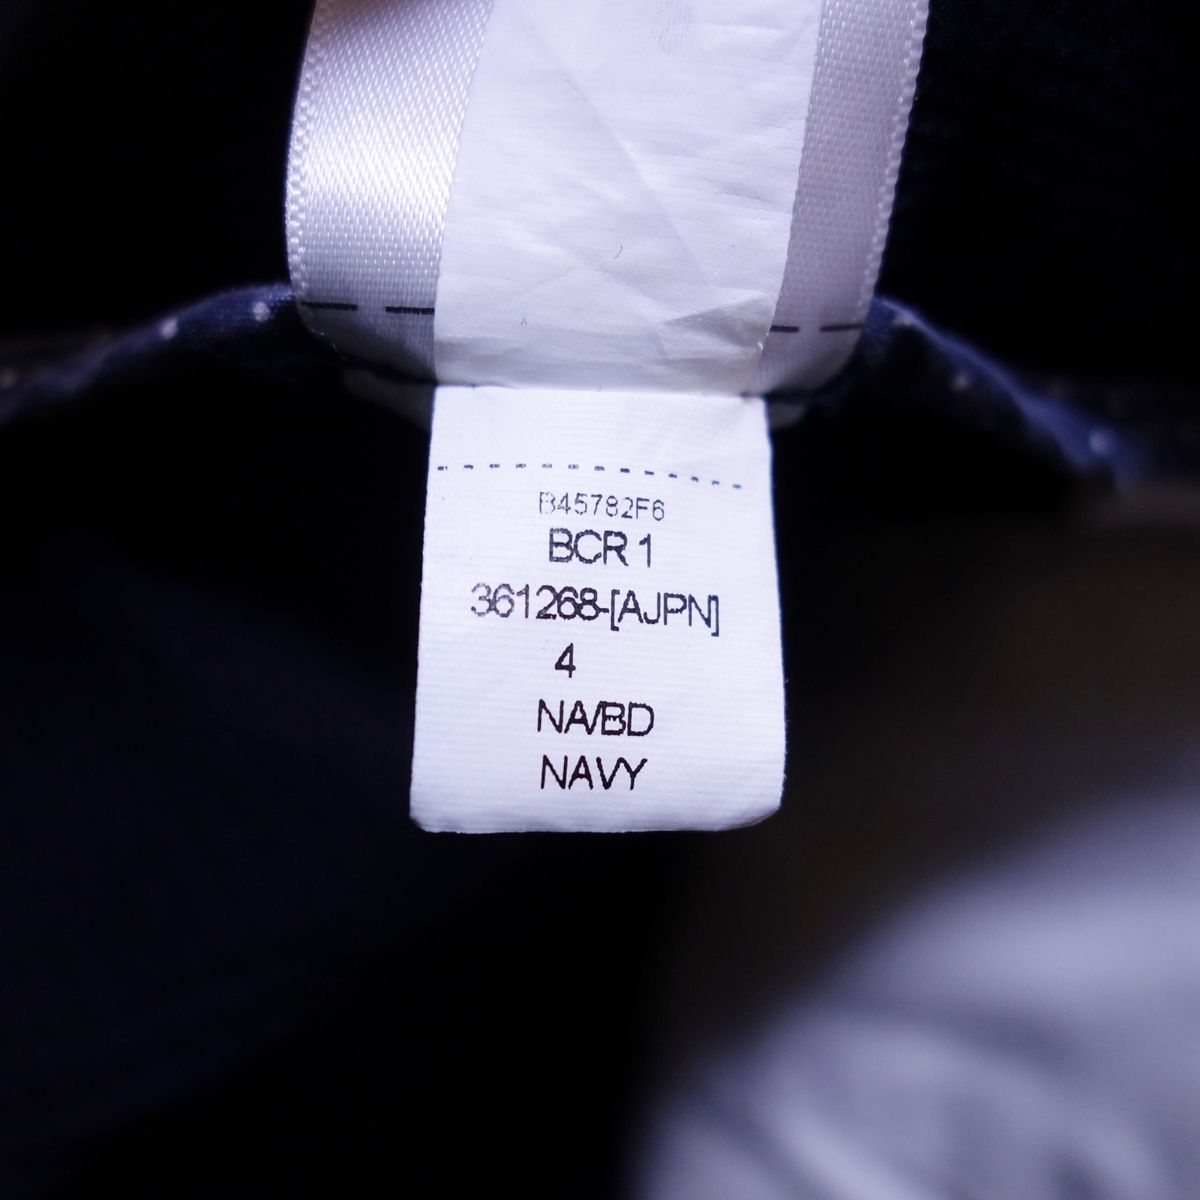 B45782F6
BCR 1
361268-[AJPN]
4
NA/BD
NAVY